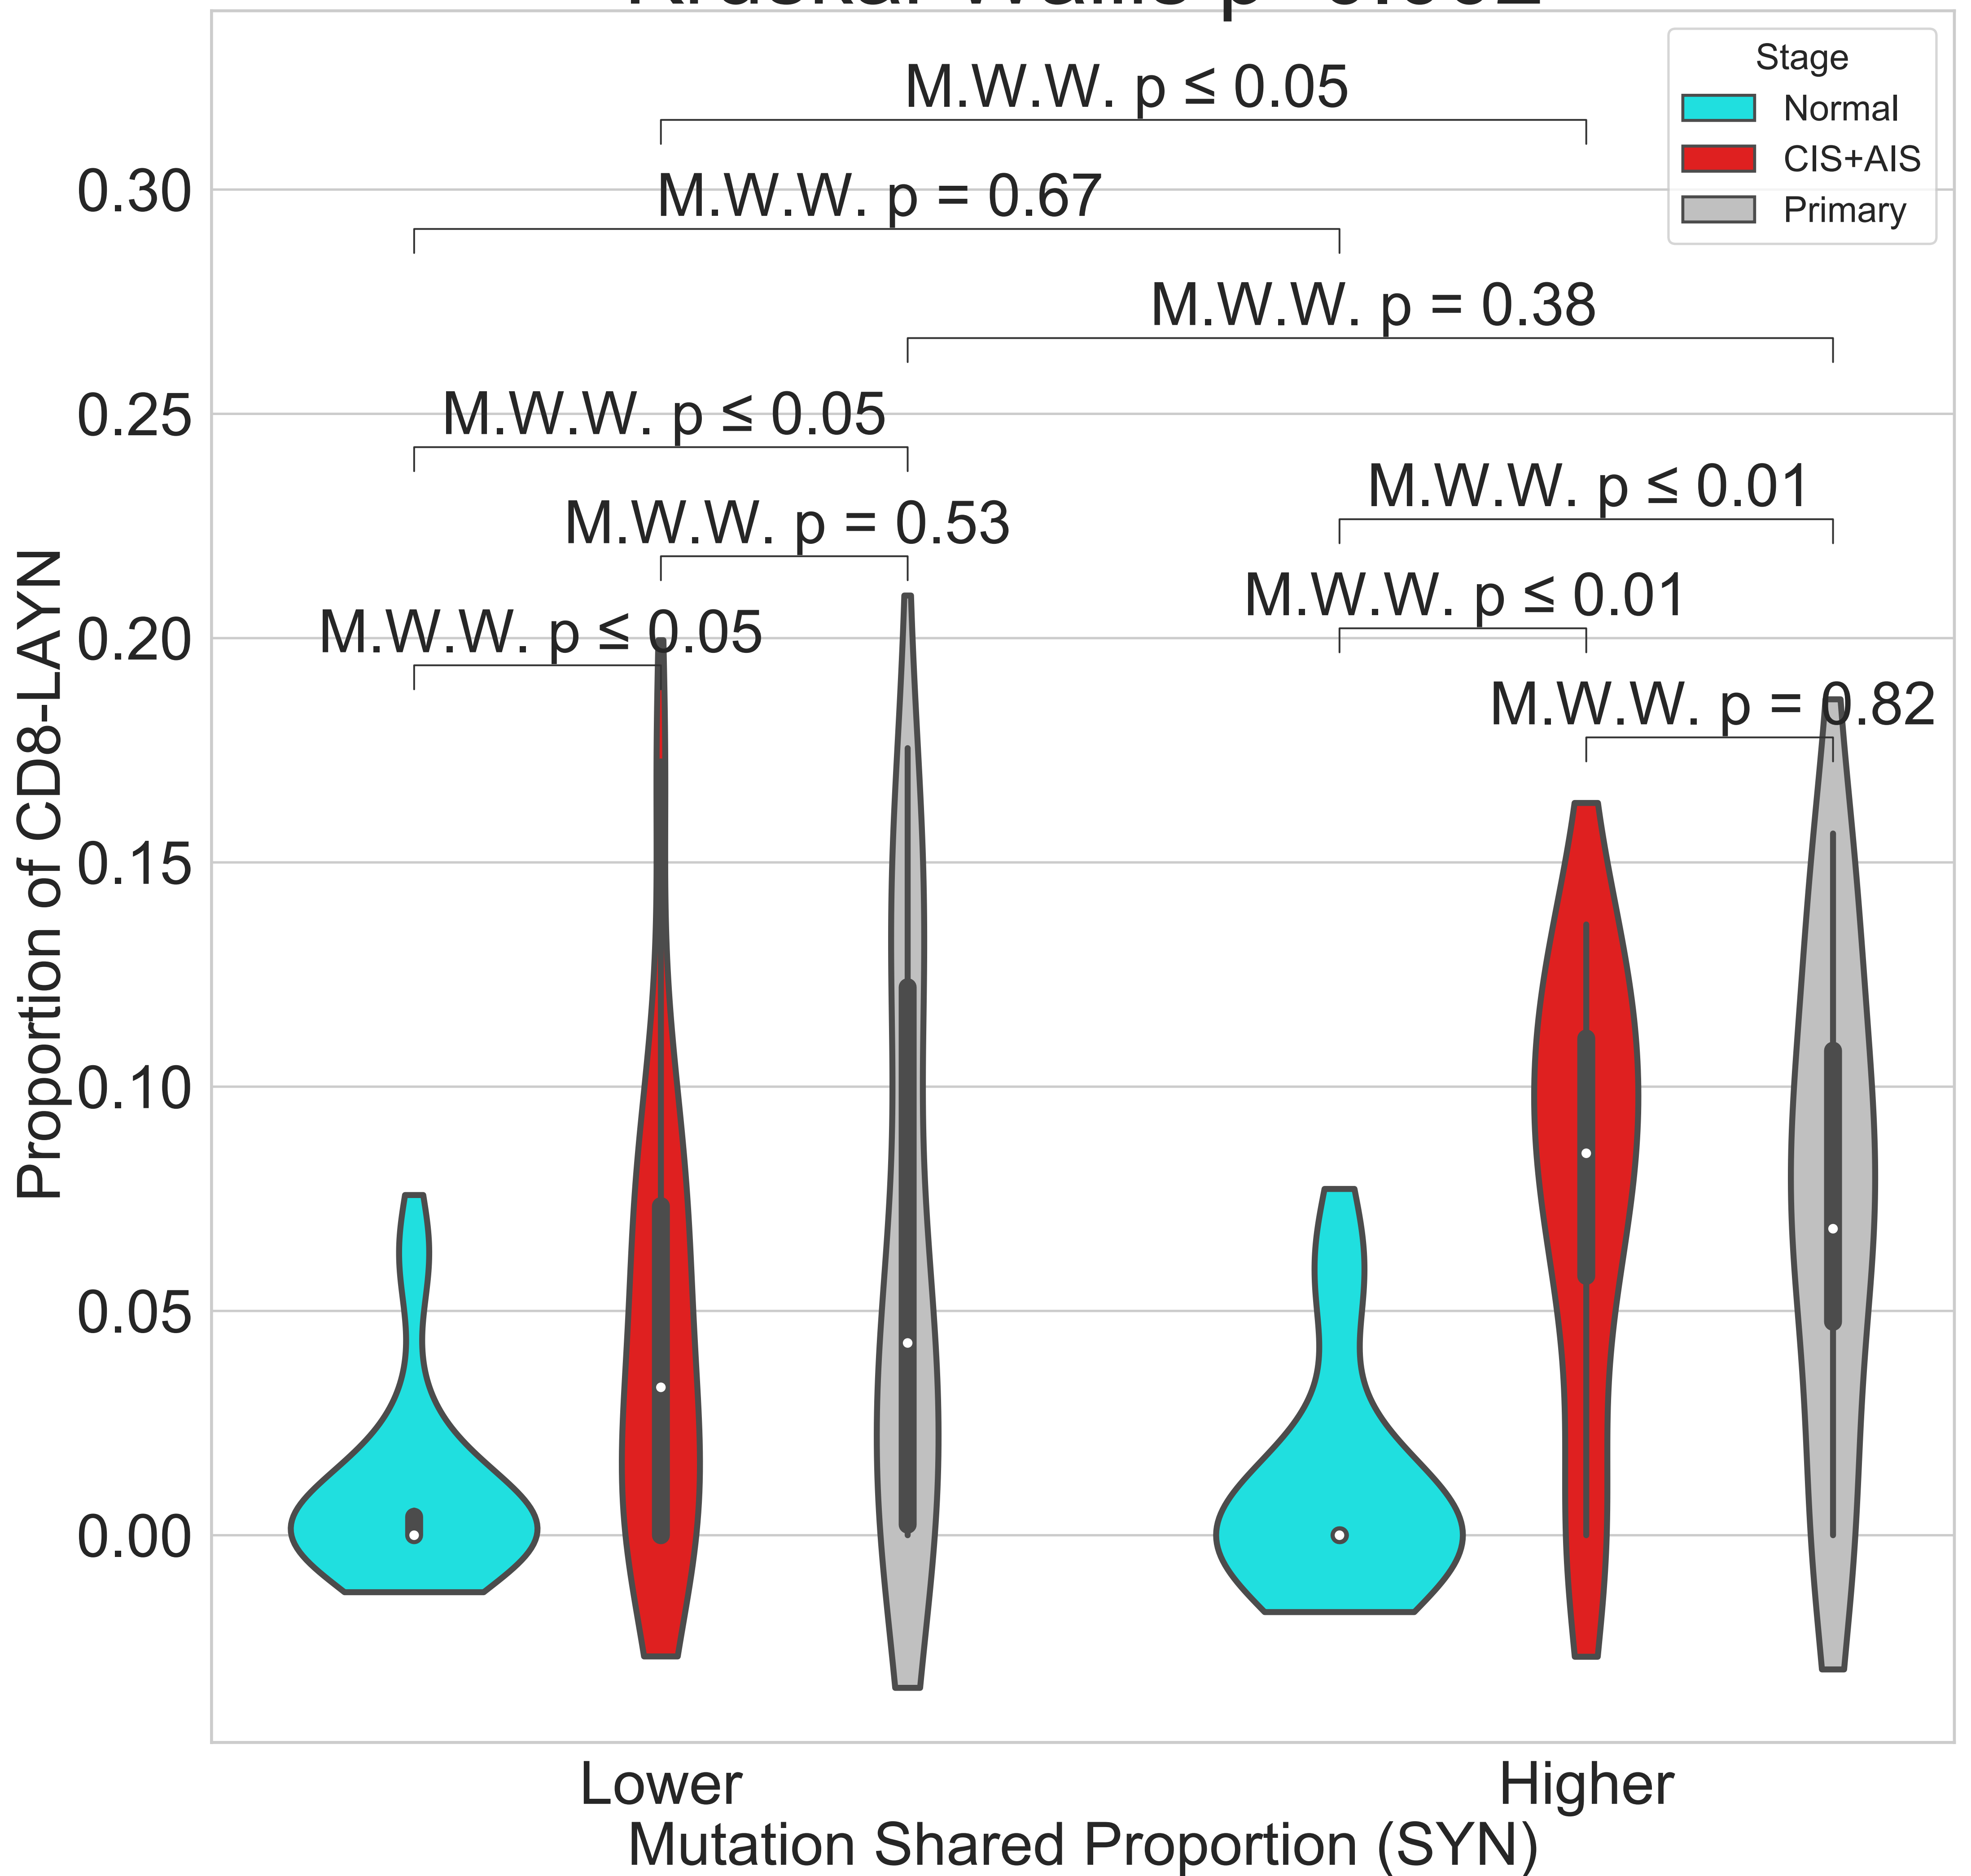 Stage
Normal
CIS+AIS
Primary
M.W.W. p ≤ 0.05
M.W.W. p = 0.67
M.W.W. p = 0.38
M.W.W. p ≤ 0.05
M.W.W. p ≤ 0.01
M.W.W. p = 0.53
M.W.W. p ≤ 0.01
M.W.W. p ≤ 0.05
M.W.W. p = 0.82
0.30
0.25
0.20
0.15
0.10
0.05
0.00
Proportion of CD8-LAYN
Lower
Higher
Mutation Shared Proportion (SYN)